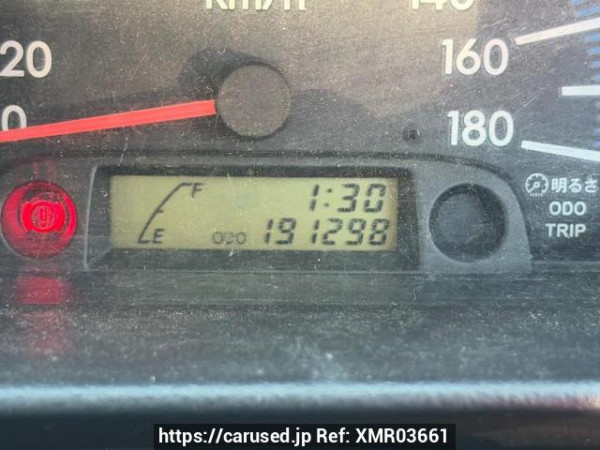 km/h
140
20
160
0
180
F
1:30
明るさ
E
ODO 191298
ODO
TRIP
https://carused.jp Ref: XMR03661